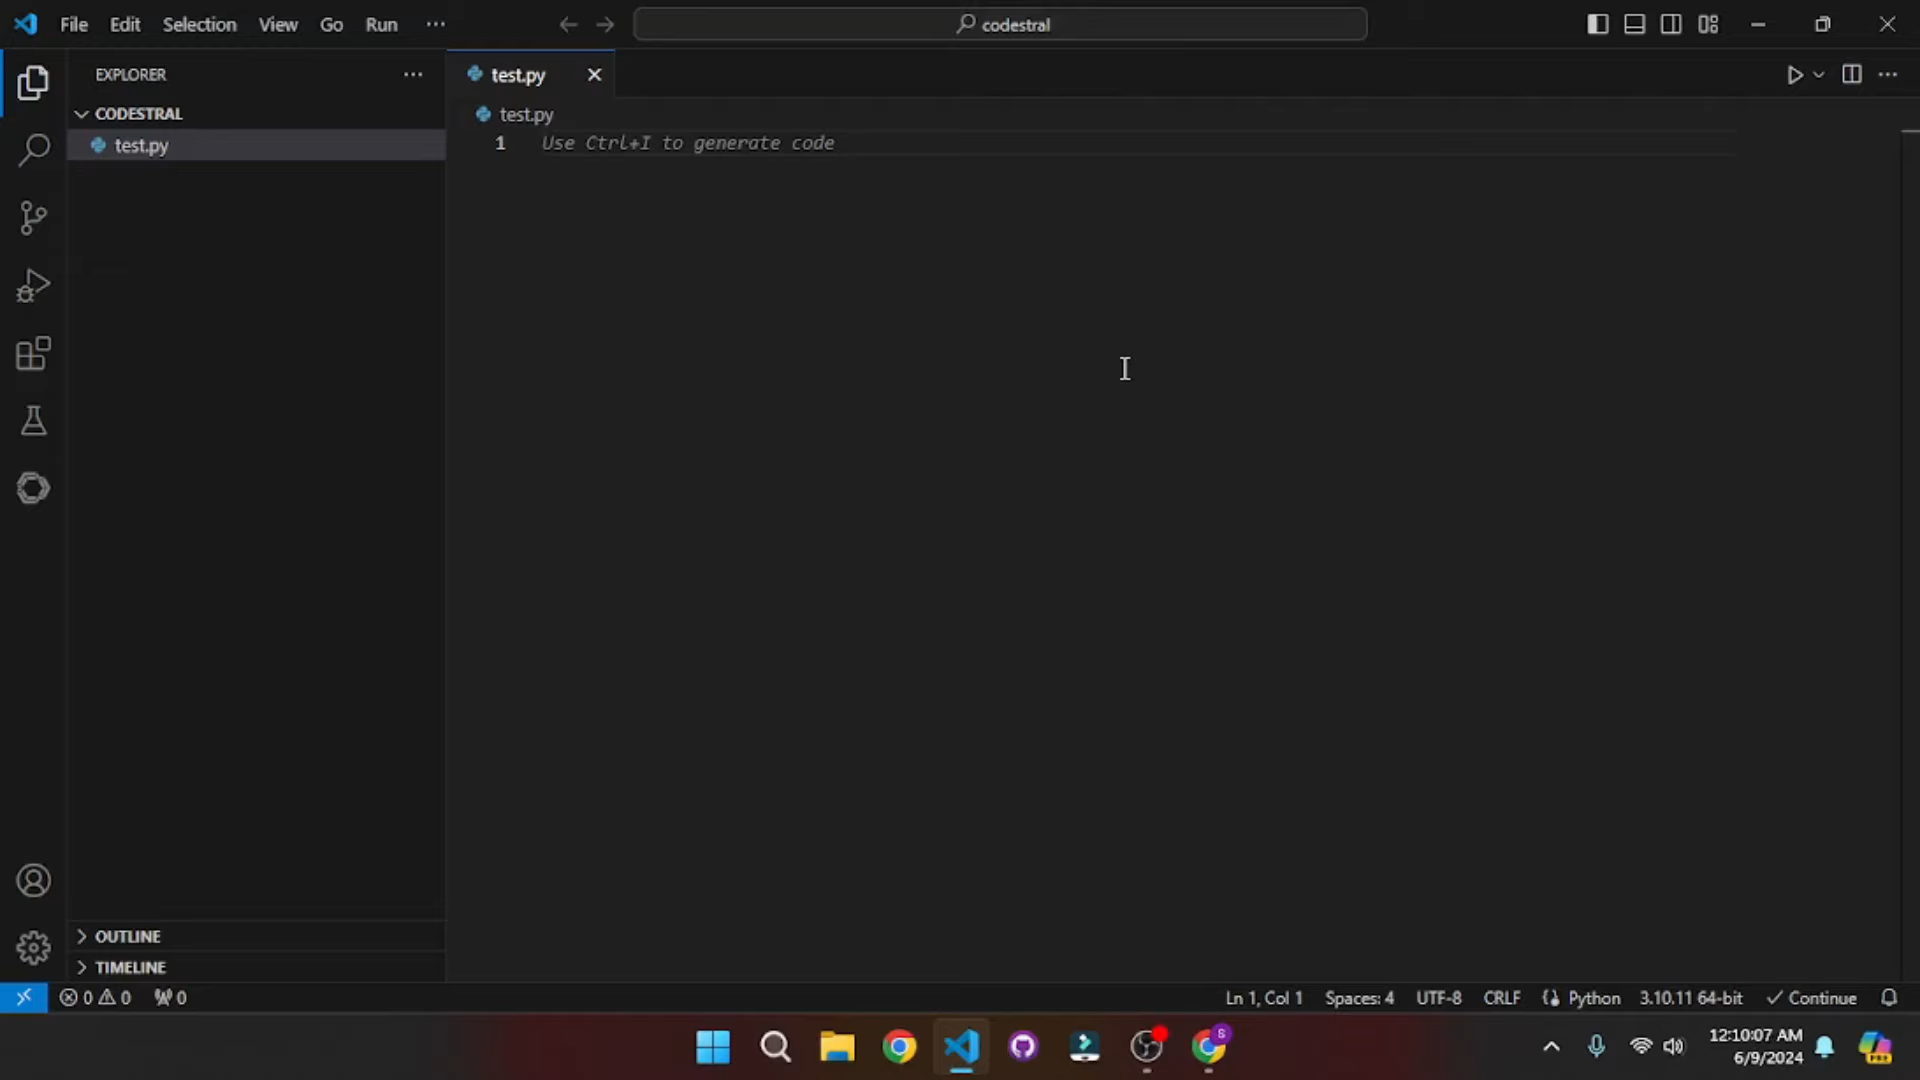 File Edit Selection View Go Run ···
codestral
EXPLORER ···
CODESTRAL
test.py
test.py
test.py
1 Use Ctrl+I to generate code
OUTLINE
TIMELINE
0 0 0
Ln 1, Col 1 Spaces: 4 UTF-8 CRLF Python 3.10.11 64-bit Continue
S
12:10:07 AM
6/9/2024
PRE